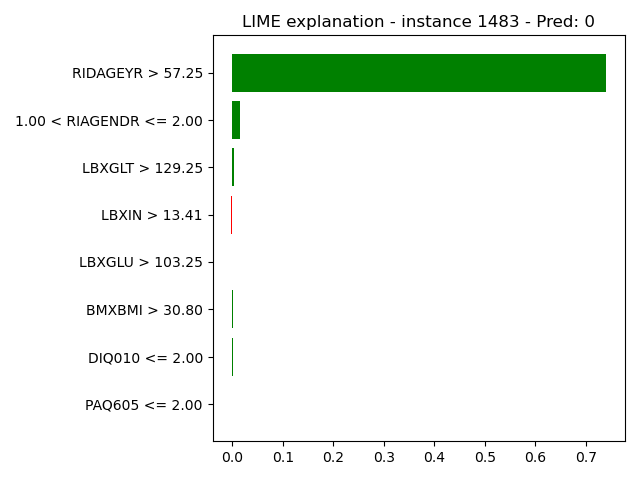 LIME explanation - instance 1483 - Pred: 0
RIDAGEYR > 57.25
1.00 < RIAGENDR <= 2.00
LBXGLT > 129.25
LBXIN > 13.41
LBXGLU > 103.25
BMXBMI > 30.80
DIQ010 <= 2.00
PAQ605 <= 2.00
0.0 0.1 0.2 0.3 0.4 0.5 0.6 0.7